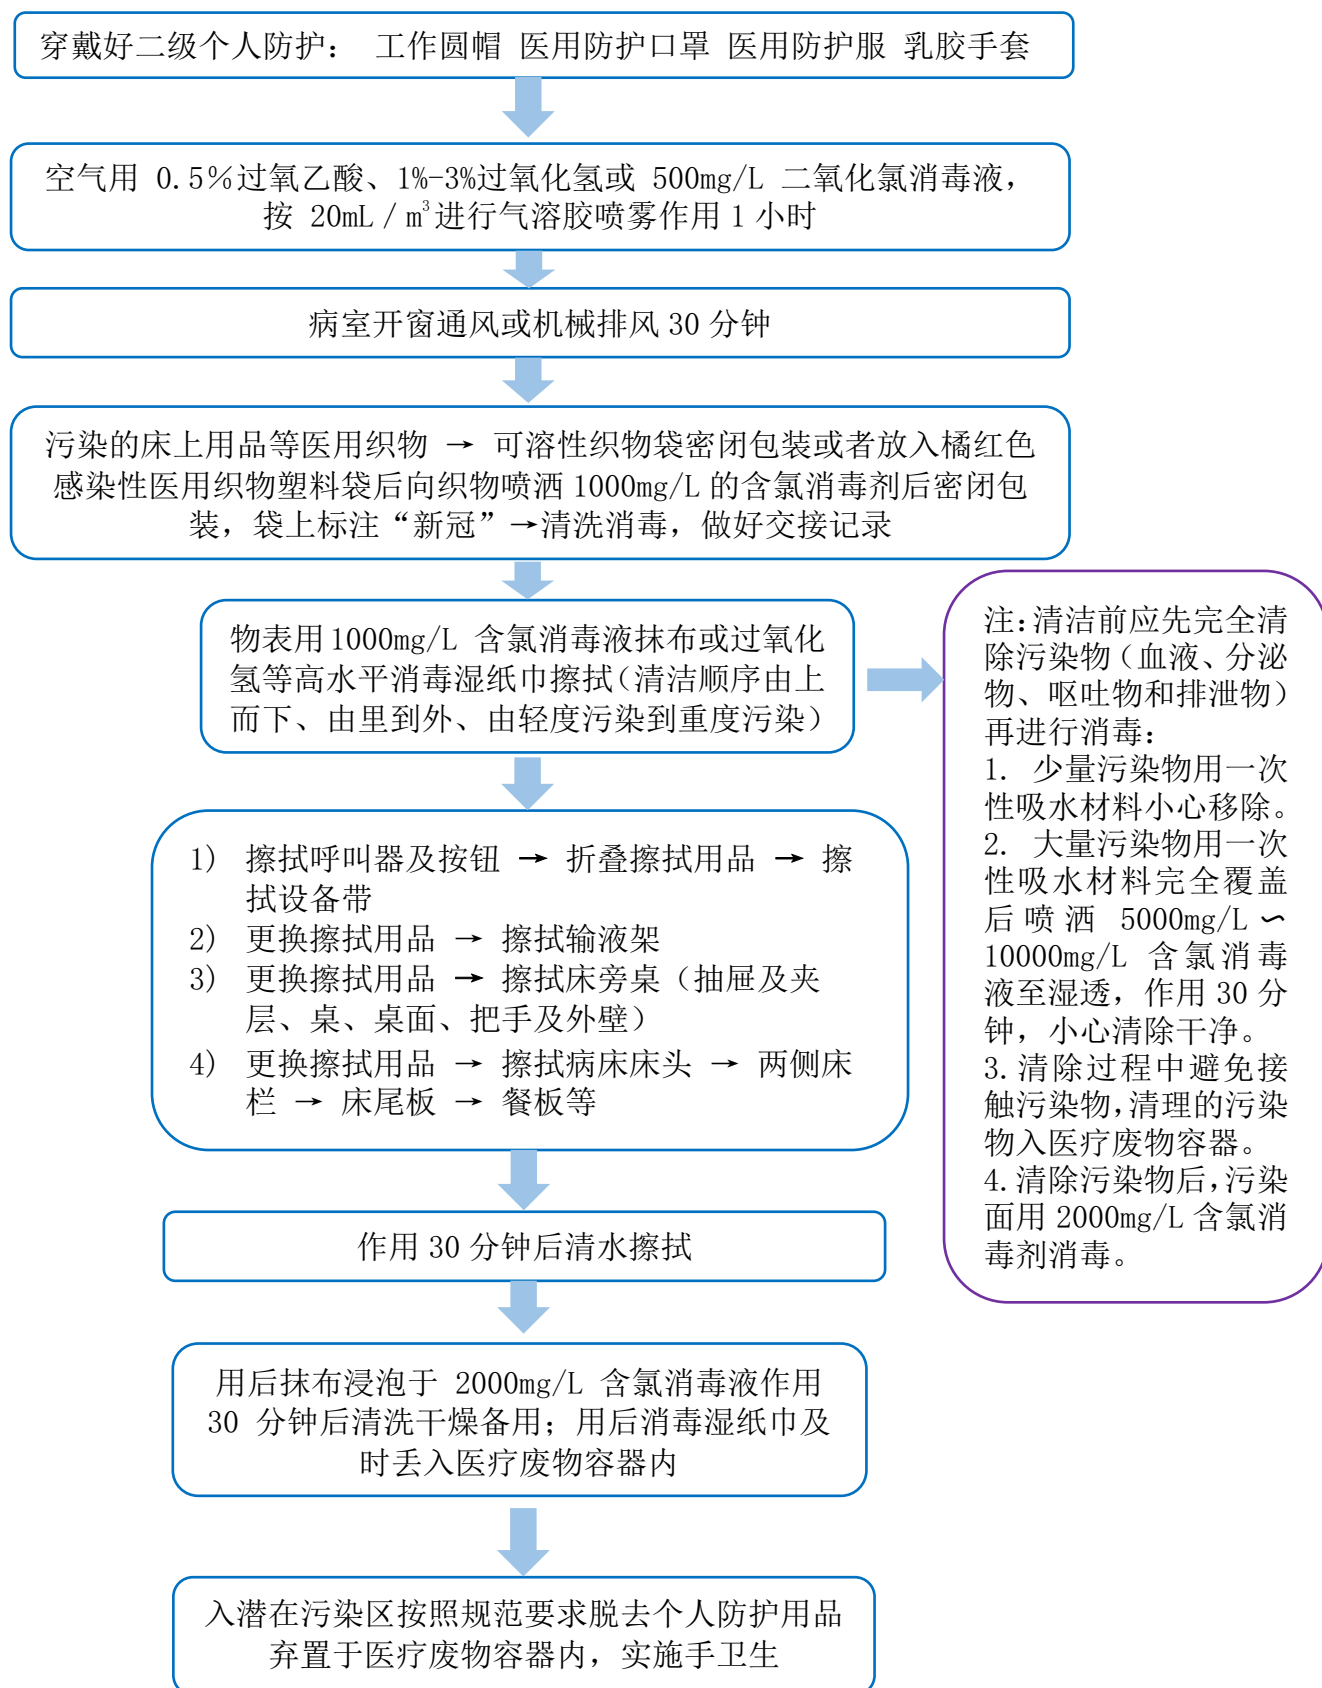 穿戴好二级个人防护： 工作圆帽 医用防护口罩 医用防护服 乳胶手套
空气用 0.5％过氧乙酸、1%-3%过氧化氢或 500mg/L 二氧化氯消毒液，
按 20mL／m³进行气溶胶喷雾作用 1 小时
病室开窗通风或机械排风 30 分钟
污染的床上用品等医用织物 → 可溶性织物袋密闭包装或者放入橘红色
感染性医用织物塑料袋后向织物喷洒 1000mg/L 的含氯消毒剂后密闭包
装，袋上标注“新冠”→清洗消毒，做好交接记录
物表用 1000mg/L 含氯消毒液抹布或过氧化
氢等高水平消毒湿纸巾擦拭（清洁顺序由上
而下、由里到外、由轻度污染到重度污染）
1） 擦拭呼叫器及按钮 → 折叠擦拭用品 → 擦
拭设备带
2） 更换擦拭用品 → 擦拭输液架
3） 更换擦拭用品 → 擦拭床旁桌（抽屉及夹
层、桌、桌面、把手及外壁）
4） 更换擦拭用品 → 擦拭病床床头 → 两侧床
栏 → 床尾板 → 餐板等
作用 30 分钟后清水擦拭
用后抹布浸泡于 2000mg/L 含氯消毒液作用
30 分钟后清洗干燥备用；用后消毒湿纸巾及
时丢入医疗废物容器内
入潜在污染区按照规范要求脱去个人防护用品
弃置于医疗废物容器内，实施手卫生
注：清洁前应先完全清
除污染物（血液、分泌
物、呕吐物和排泄物）
再进行消毒：
1. 少量污染物用一次
性吸水材料小心移除。
2. 大量污染物用一次
性吸水材料完全覆盖
后喷洒 5000mg/L～
10000mg/L 含氯消毒
液至湿透，作用 30 分
钟，小心清除干净。
3.清除过程中避免接
触污染物，清理的污染
物入医疗废物容器。
4.清除污染物后，污染
面用 2000mg/L 含氯消
毒剂消毒。